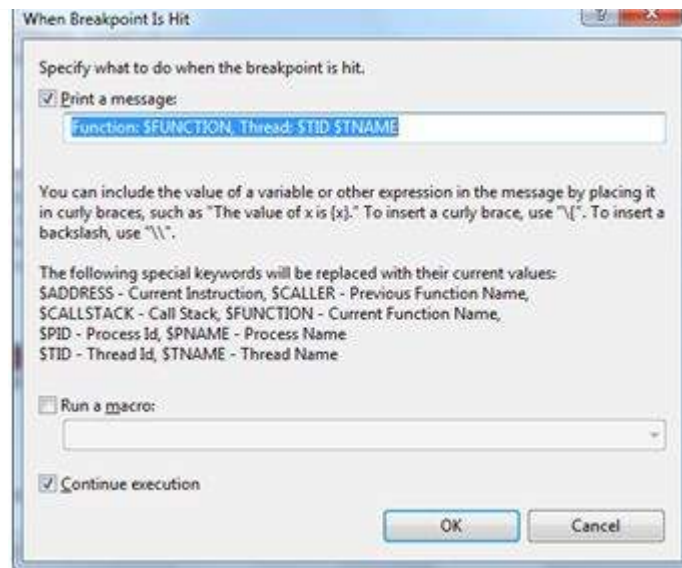 When Breakpoint Is Hit
Specify what to do when the breakpoint is hit.
Print a message:
Function: $FUNCTION, Thread: $TID $TNAME
You can include the value of a variable or other expression in the message by placing it
in curly braces, such as "The value of x is {x}." To insert a curly brace, use "\{". To insert a
backslash, use "\\".
The following special keywords will be replaced with their current values:
$ADDRESS - Current Instruction, $CALLER - Previous Function Name,
$CALLSTACK - Call Stack, $FUNCTION - Current Function Name,
$PID - Process Id, $PNAME - Process Name
$TID - Thread Id, $TNAME - Thread Name
Run a macro:
Continue execution
OK
Cancel